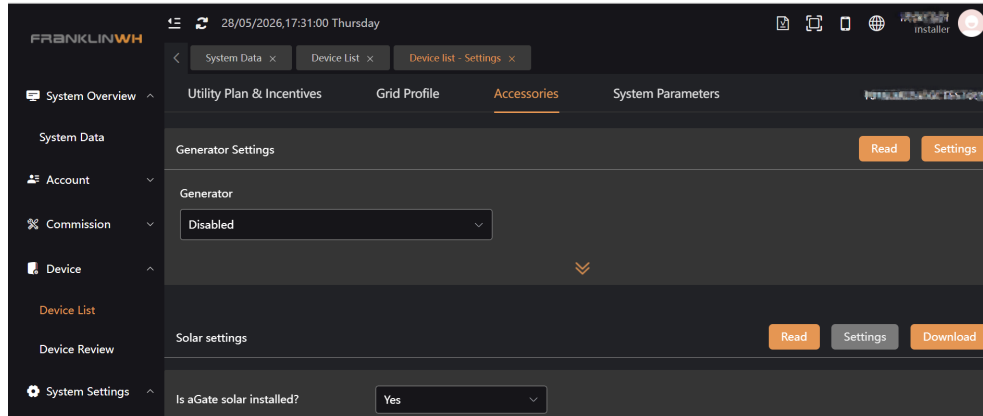 FRANKLINWH
28/05/2026,17:31:00 Thursday
installer
System Data ×
Device List ×
Device list - Settings ×
System Overview
System Data
Account
Commission
Device
Device List
Device Review
System Settings
Utility Plan & Incentives
Grid Profile
Accessories
System Parameters
Generator Settings
Read
Settings
Generator
Disabled
Solar settings
Read
Settings
Download
Is aGate solar installed?
Yes